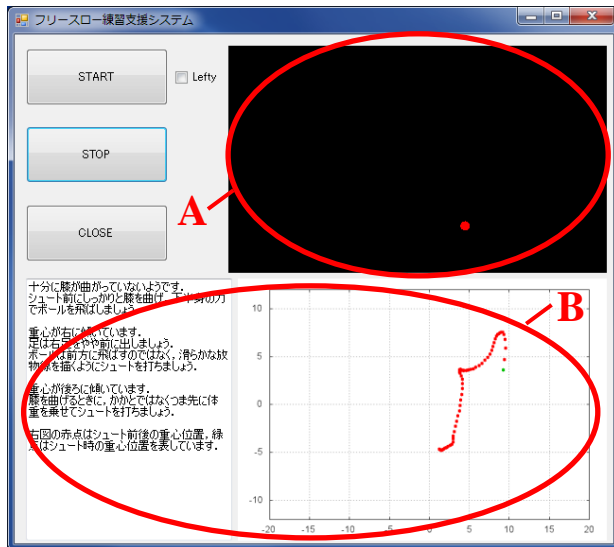 フリースロー練習支援システム
START
Lefty
STOP
A
CLOSE
十分に膝が曲がっていないようです。
シュート前にしっかりと膝を曲げ、下半身の力
でボールを飛ばしましょう。
重心が右に傾いています。
足は右足をやや前に出しましょう。
ボールは前方に飛ばすのではなく、滑らかな放
物線を描くようにシュートを打ちましょう。
重心が後ろに傾いています。
膝を曲げるときに、かかとではなくつま先に体
重を乗せてシュートを打ちましょう。
右図の赤点はシュート前後の重心位置、緑
点はシュート時の重心位置を表しています。
B
10
5
0
-5
-10
-20
-15
-10
-5
0
5
10
15
20